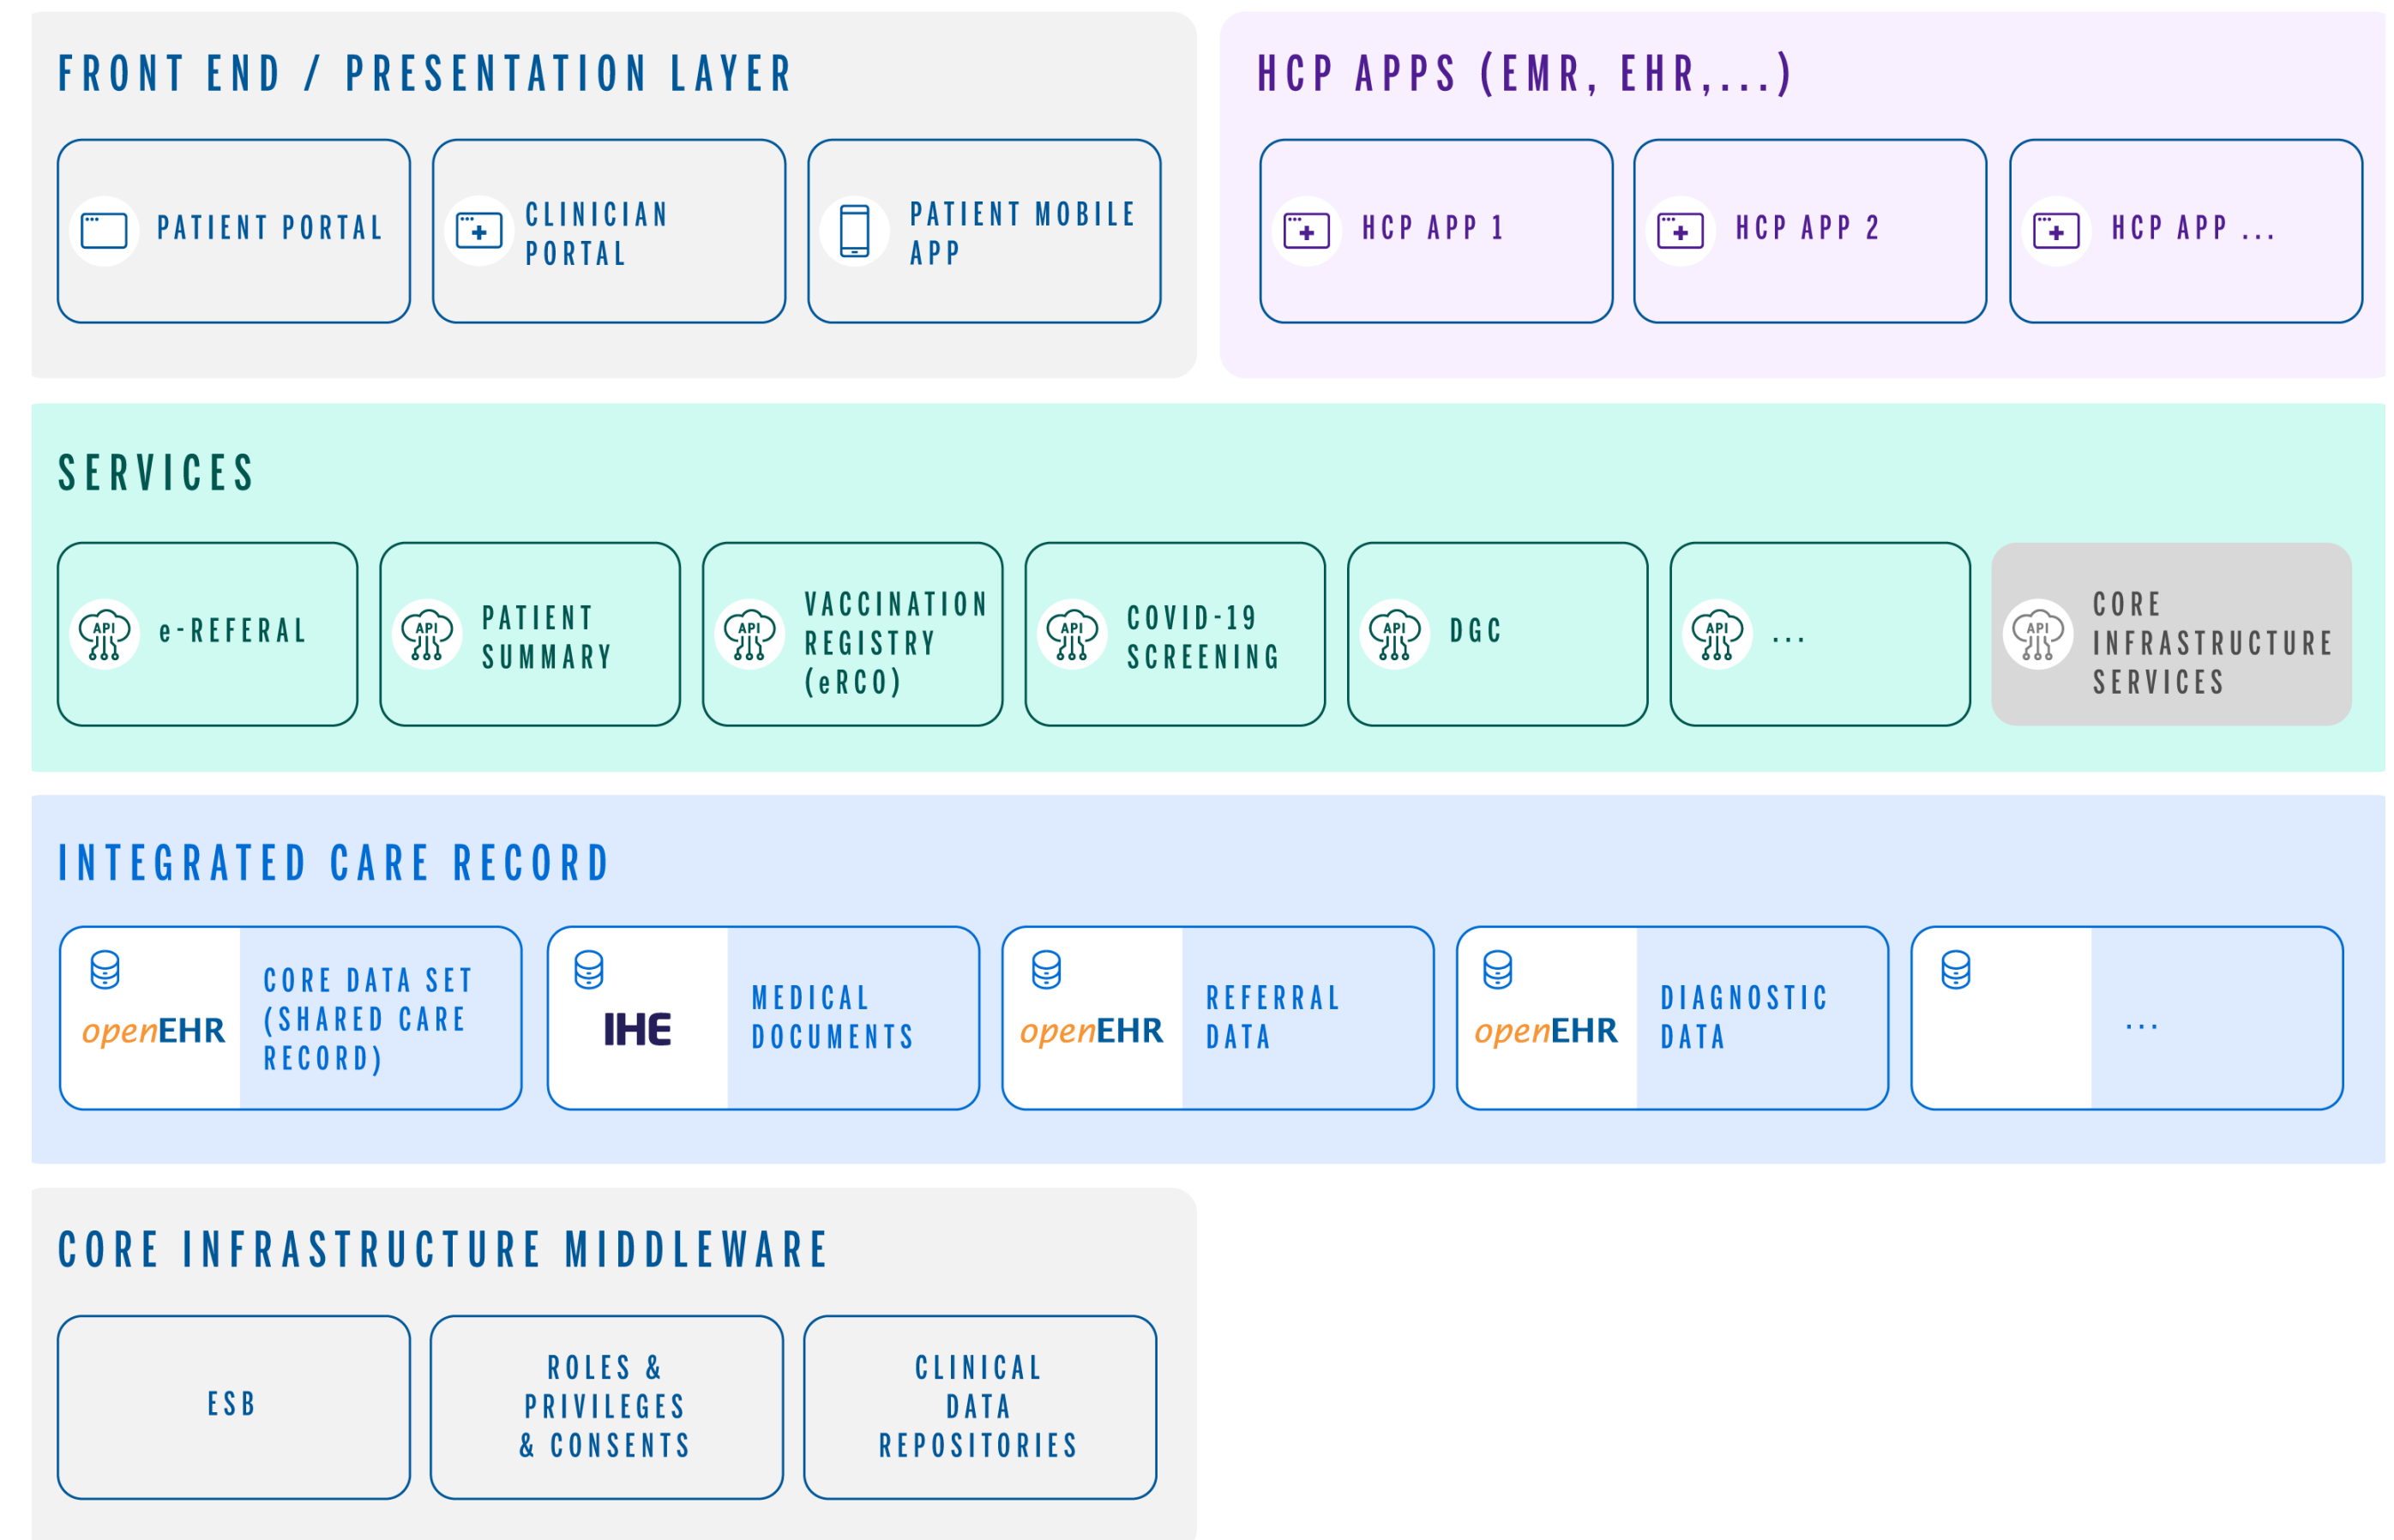 FRONT END / PRESENTATION LAYER
PATIENT PORTAL
CLINICIAN
PORTAL
PATIENT MOBILE
APP
HCP APPS (EMR, EHR,...)
HCP APP 1
HCP APP 2
HCP APP ...
SERVICES
API
e-REFERAL
API
PATIENT
SUMMARY
API
VACCINATION
REGISTRY
(eRCO)
API
COVID-19
SCREENING
API
DGC
API
...
API
CORE
INFRASTRUCTURE
SERVICES
INTEGRATED CARE RECORD
openEHR
CORE DATA SET
(SHARED CARE
RECORD)
IHE
MEDICAL
DOCUMENTS
openEHR
REFERRAL
DATA
openEHR
DIAGNOSTIC
DATA
...
CORE INFRASTRUCTURE MIDDLEWARE
ESB
ROLES &
PRIVILEGES
& CONSENTS
CLINICAL
DATA
REPOSITORIES